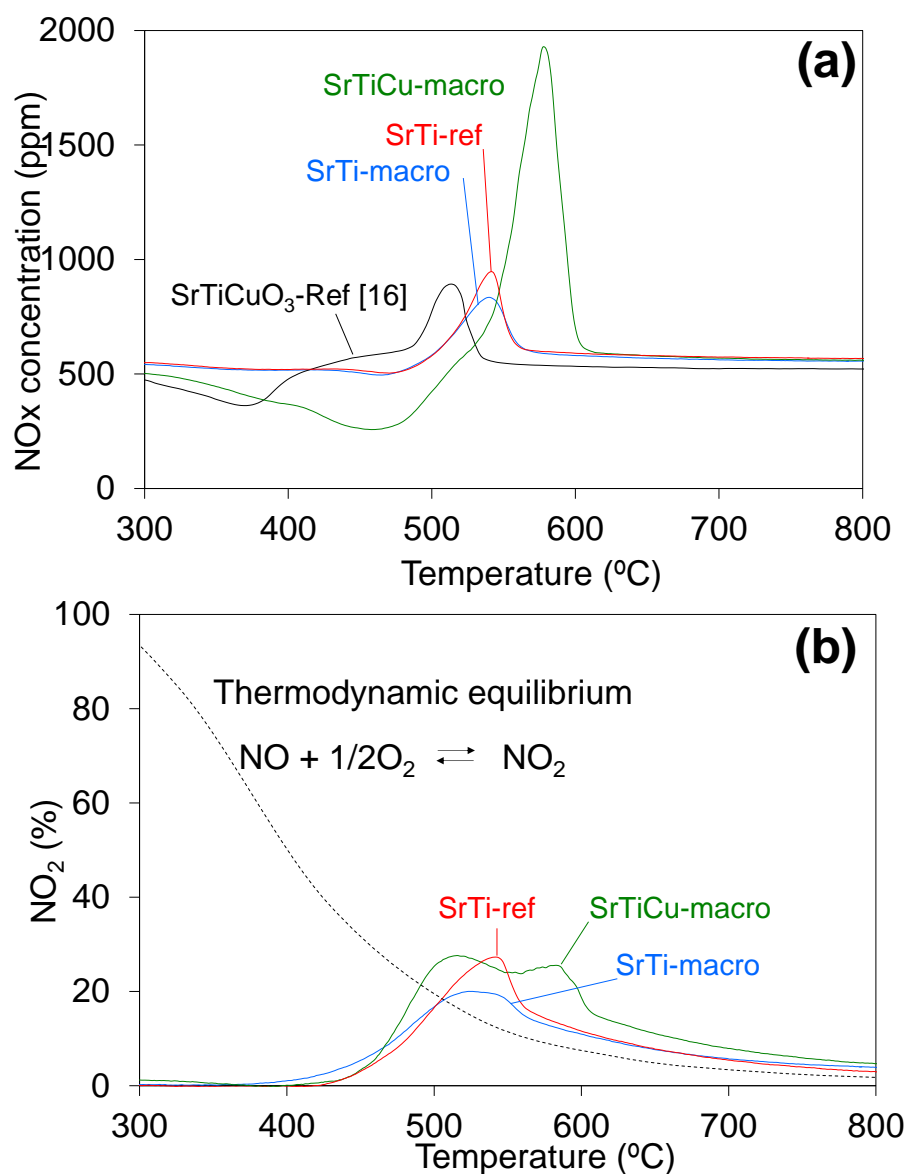 (a)
2000
1500
1000
500
0
NOx concentration (ppm)
SrTiCu-macro
SrTi-ref
SrTi-macro
SrTiCuO₃-Ref [16]
300 400 500 600 700 800
Temperature (ºC)
(b)
100
80
60
40
20
0
NO₂ (%)
Thermodynamic equilibrium
NO + 1/2O₂ ⇄ NO₂
SrTi-ref
SrTiCu-macro
SrTi-macro
300 400 500 600 700 800
Temperature (ºC)